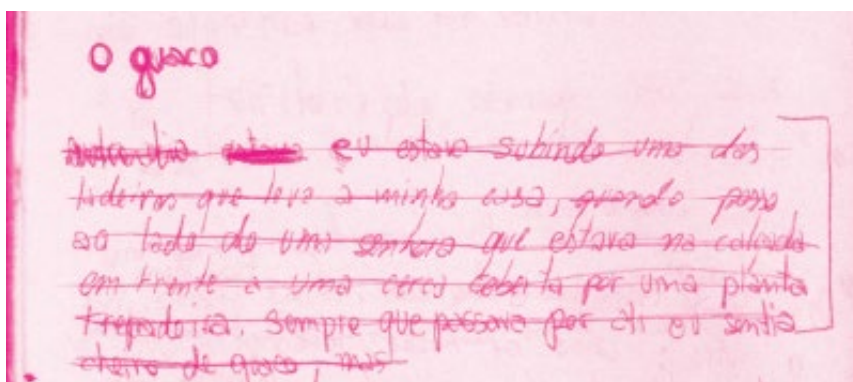 O guaco
eu estava subindo uma das
ladeiras que leva a minha casa, quando passo
ao lado de uma senhora que estava na calçada
em frente a uma cerca coberta por uma planta
trepadeira. Sempre que passava por ali eu sentia
cheiro de guaco, mas